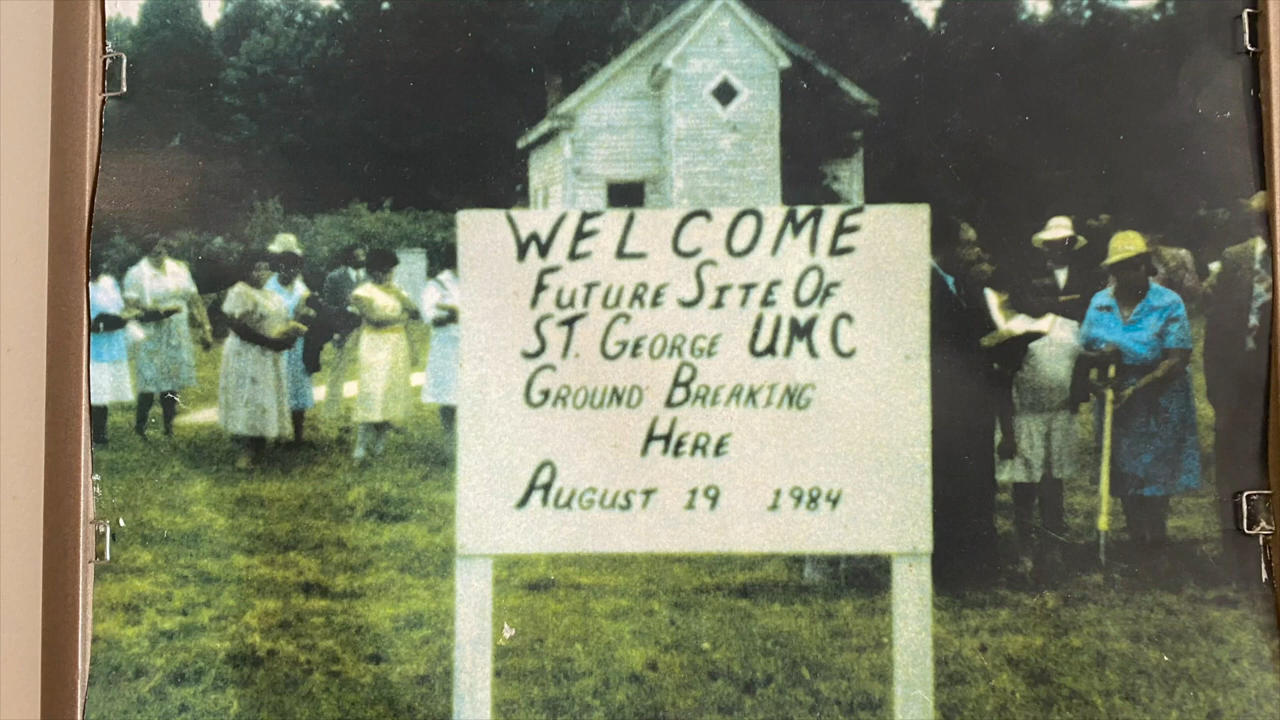 WELCOME
FUTURE SITE OF
ST. GEORGE UMC
GROUND BREAKING
HERE
AUGUST 19 1984